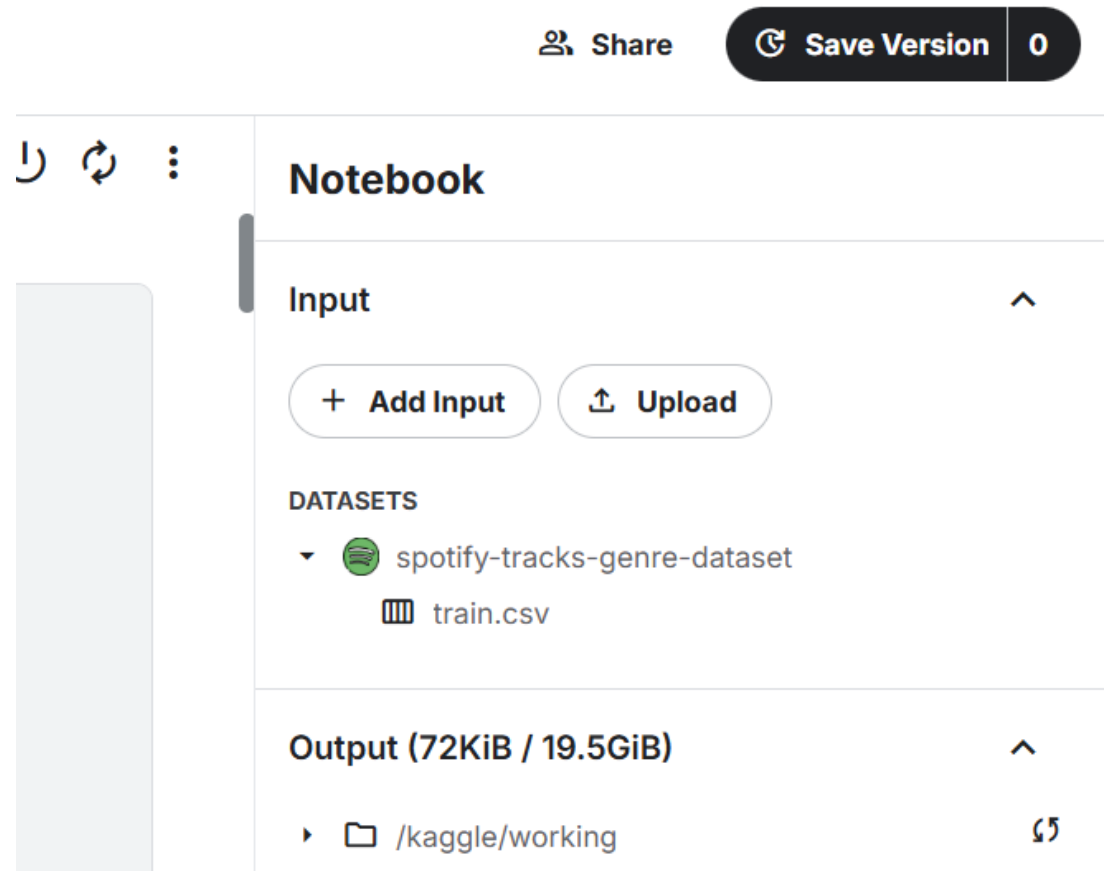 Share
Save Version
0
Notebook
Input
+ Add Input
Upload
DATASETS
spotify-tracks-genre-dataset
train.csv
Output (72KiB / 19.5GiB)
/kaggle/working